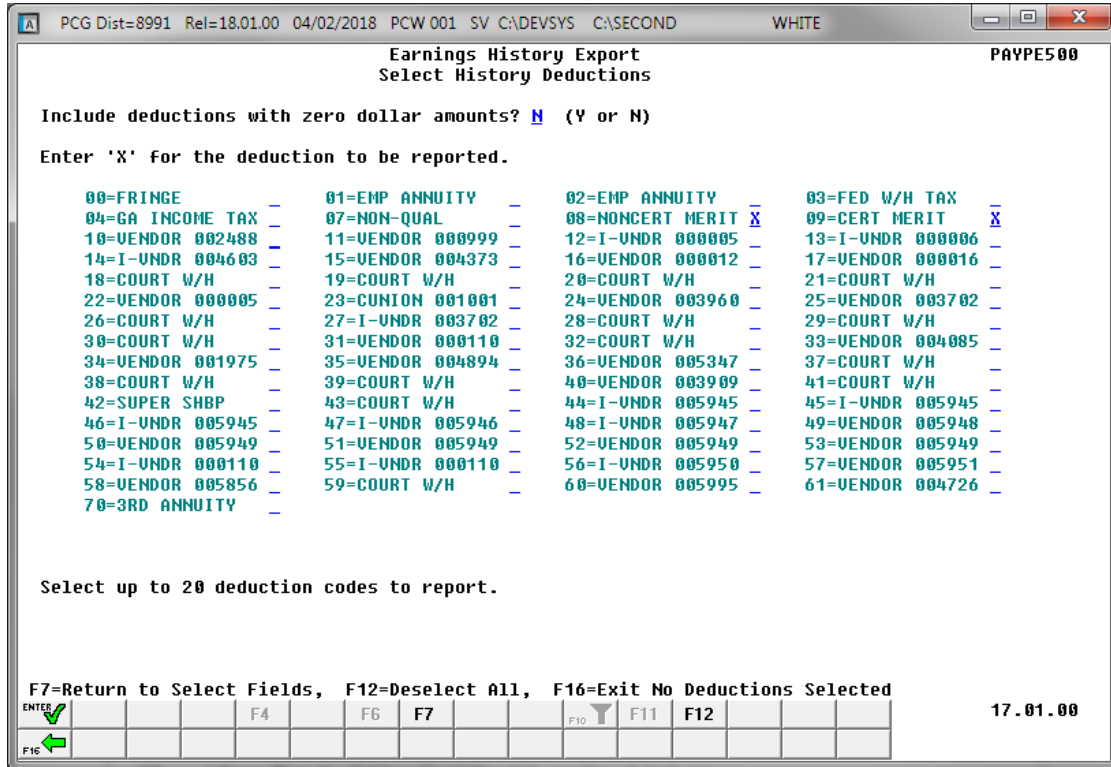 PCG Dist=8991 Rel=18.01.00 04/02/2018 PCW 001 SV C:\DEVSYS C:\SECOND WHITE
Earnings History Export PAYPE500
Select History Deductions
Include deductions with zero dollar amounts? N (Y or N)
Enter 'X' for the deduction to be reported.
00=FRINGE _ 01=EMP ANNUITY _ 02=EMP ANNUITY _ 03=FED W/H TAX _
04=GA INCOME TAX _ 07=NON-QUAL _ 08=NONCERT MERIT X 09=CERT MERIT X
10=VENDOR 002488 _ 11=VENDOR 000999 _ 12=I-VNDR 000005 _ 13=I-VNDR 000006 _
14=I-VNDR 004603 _ 15=VENDOR 004373 _ 16=VENDOR 000012 _ 17=VENDOR 000016 _
18=COURT W/H _ 19=COURT W/H _ 20=COURT W/H _ 21=COURT W/H _
22=VENDOR 000005 _ 23=CUNION 001001 _ 24=VENDOR 003960 _ 25=VENDOR 003702 _
26=COURT W/H _ 27=I-VNDR 003702 _ 28=COURT W/H _ 29=COURT W/H _
30=COURT W/H _ 31=VENDOR 000110 _ 32=COURT W/H _ 33=VENDOR 004085 _
34=VENDOR 001975 _ 35=VENDOR 004894 _ 36=VENDOR 005347 _ 37=COURT W/H _
38=COURT W/H _ 39=COURT W/H _ 40=VENDOR 003909 _ 41=COURT W/H _
42=SUPER SHBP _ 43=COURT W/H _ 44=I-VNDR 005945 _ 45=I-VNDR 005945 _
46=I-VNDR 005945 _ 47=I-VNDR 005946 _ 48=I-VNDR 005947 _ 49=VENDOR 005948 _
50=VENDOR 005949 _ 51=VENDOR 005949 _ 52=VENDOR 005949 _ 53=VENDOR 005949 _
54=I-VNDR 000110 _ 55=I-VNDR 000110 _ 56=I-VNDR 005950 _ 57=VENDOR 005951 _
58=VENDOR 005856 _ 59=COURT W/H _ 60=VENDOR 005995 _ 61=VENDOR 004726 _
70=3RD ANNUITY _
Select up to 20 deduction codes to report.
F7=Return to Select Fields, F12=Deselect All, F16=Exit No Deductions Selected
ENTER F4 F6 F7 F10 F11 F12 17.01.00
F16